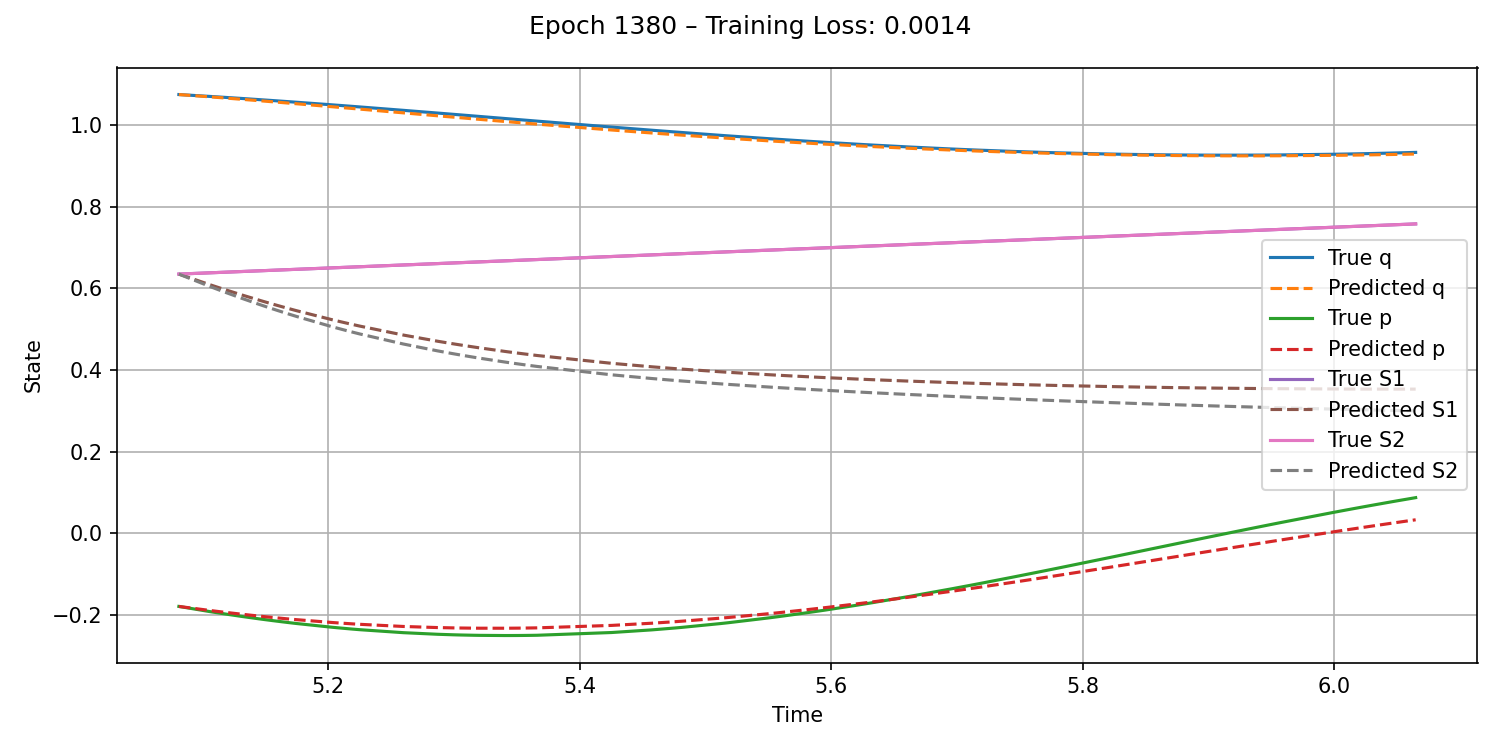 Epoch 1380 – Training Loss: 0.0014
1.0
0.8
0.6
0.4
0.2
0.0
−0.2
State
True q
Predicted q
True p
Predicted p
True S1
Predicted S1
True S2
Predicted S2
5.2 5.4 5.6 5.8 6.0
Time